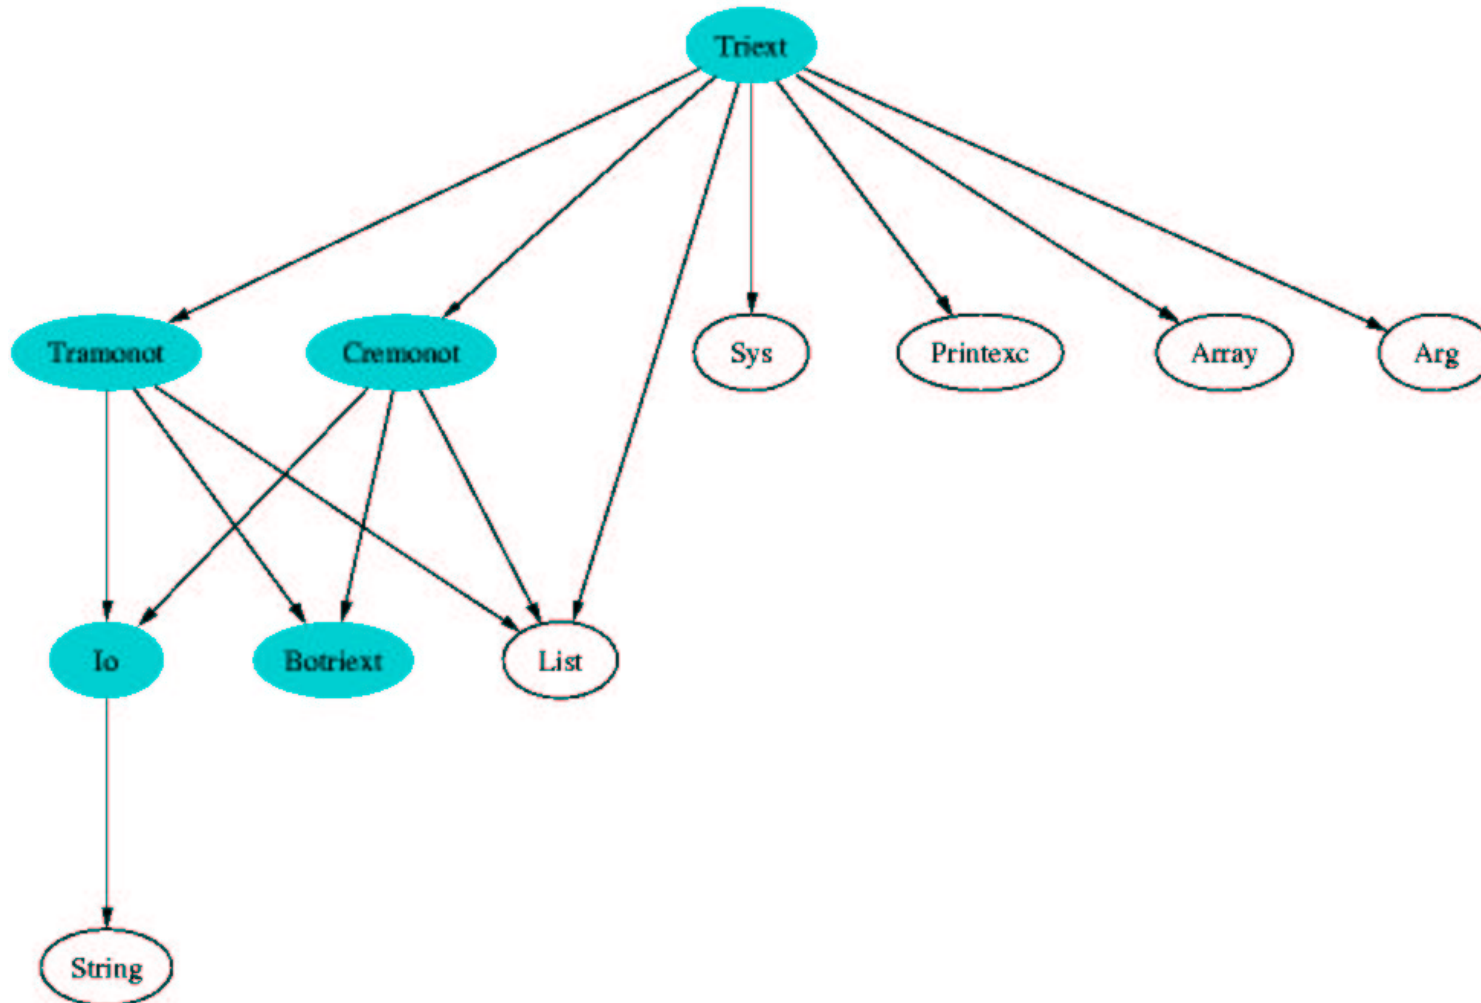 Triext
Tramonot
Cremonot
Sys
Printexc
Array
Arg
Io
Botriext
List
String